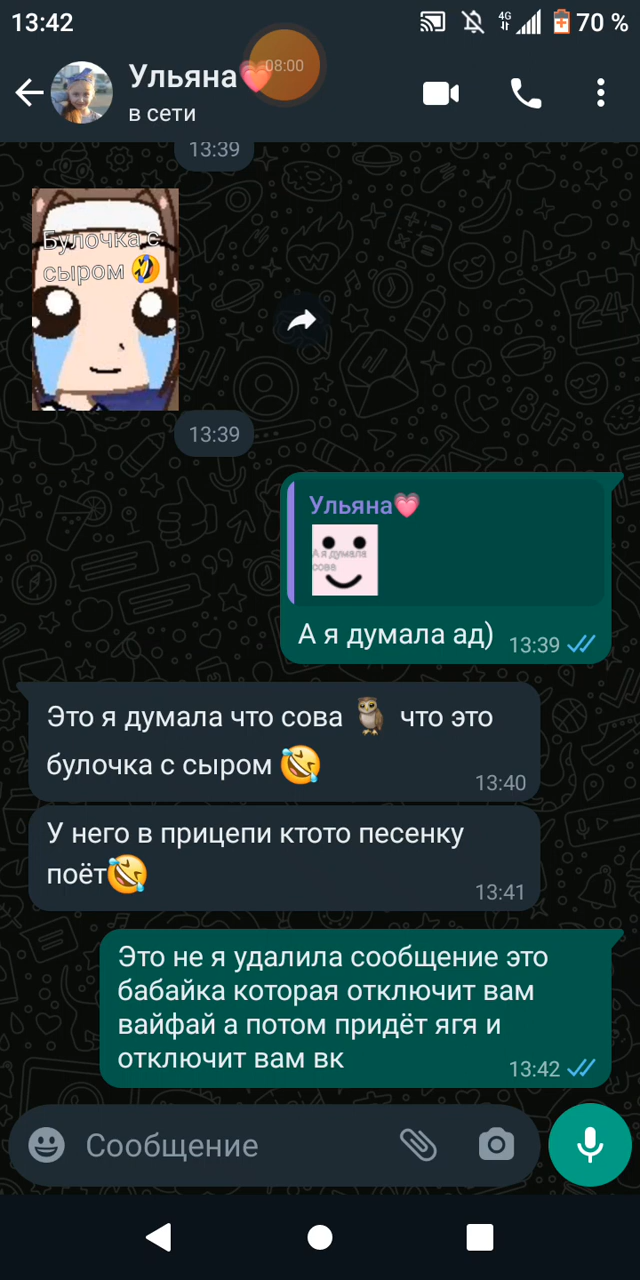 13:42
4G
70 %
Ульяна💗
08:00
в сети
13:39
Булочка с
сыром 🤣
13:39
Ульяна💗
А я думала
сова
А я думала ад)
13:39
Это я думала что сова 🦉 что это
булочка с сыром 🤣
13:40
У него в прицепи ктото песенку
поёт🤣
13:41
Это не я удалила сообщение это
бабайка которая отключит вам
вайфай а потом придёт ягя и
отключит вам вк
13:42
Сообщение